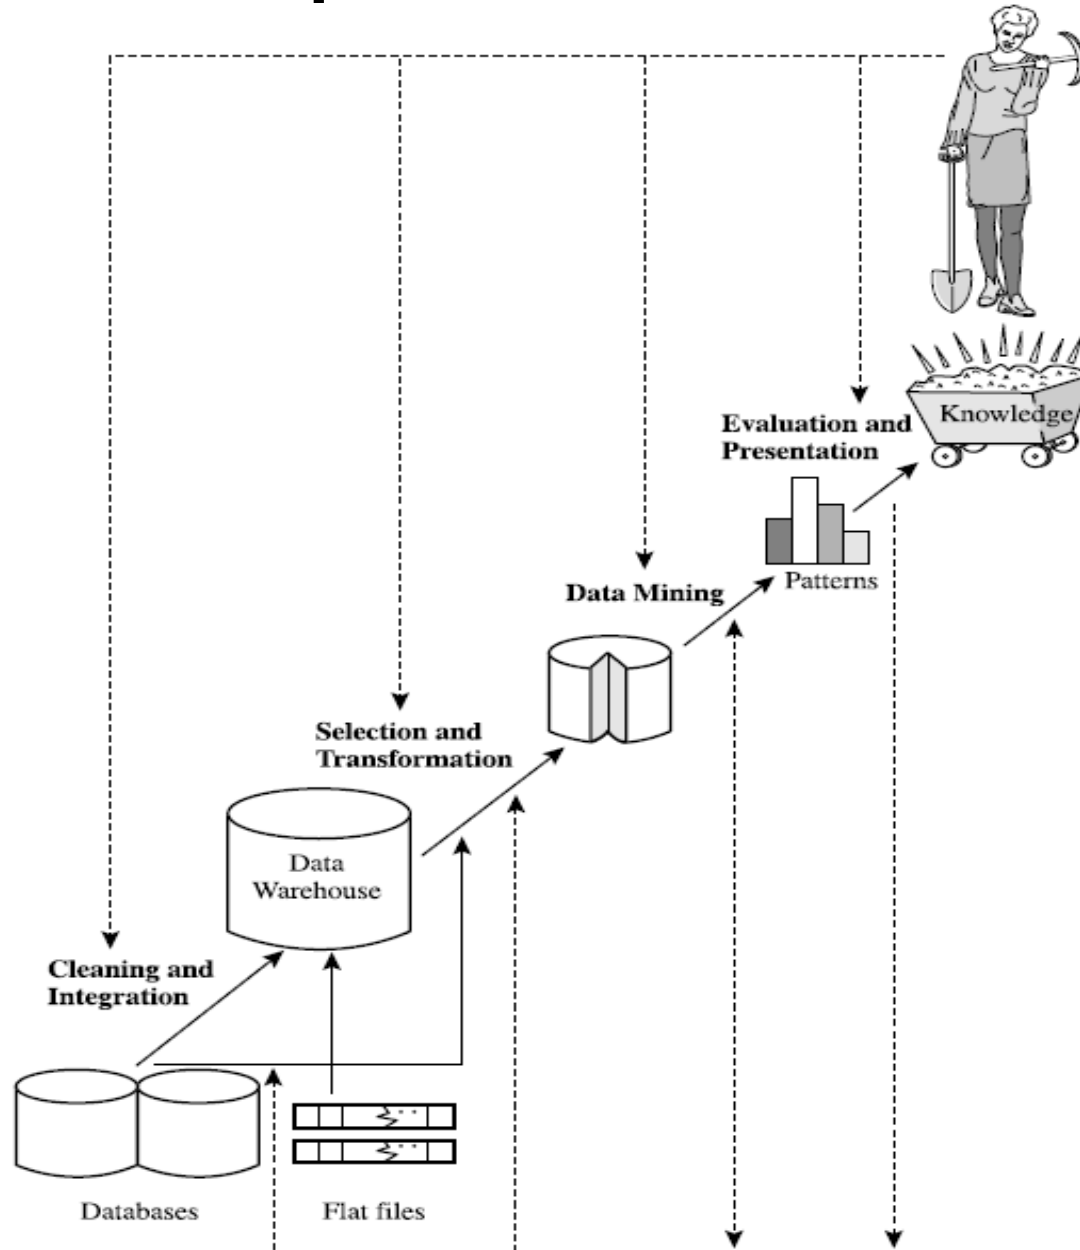 Evaluation and
Presentation
Knowledge
Patterns
Data Mining
Selection and
Transformation
Data
Warehouse
Cleaning and
Integration
Databases
Flat files